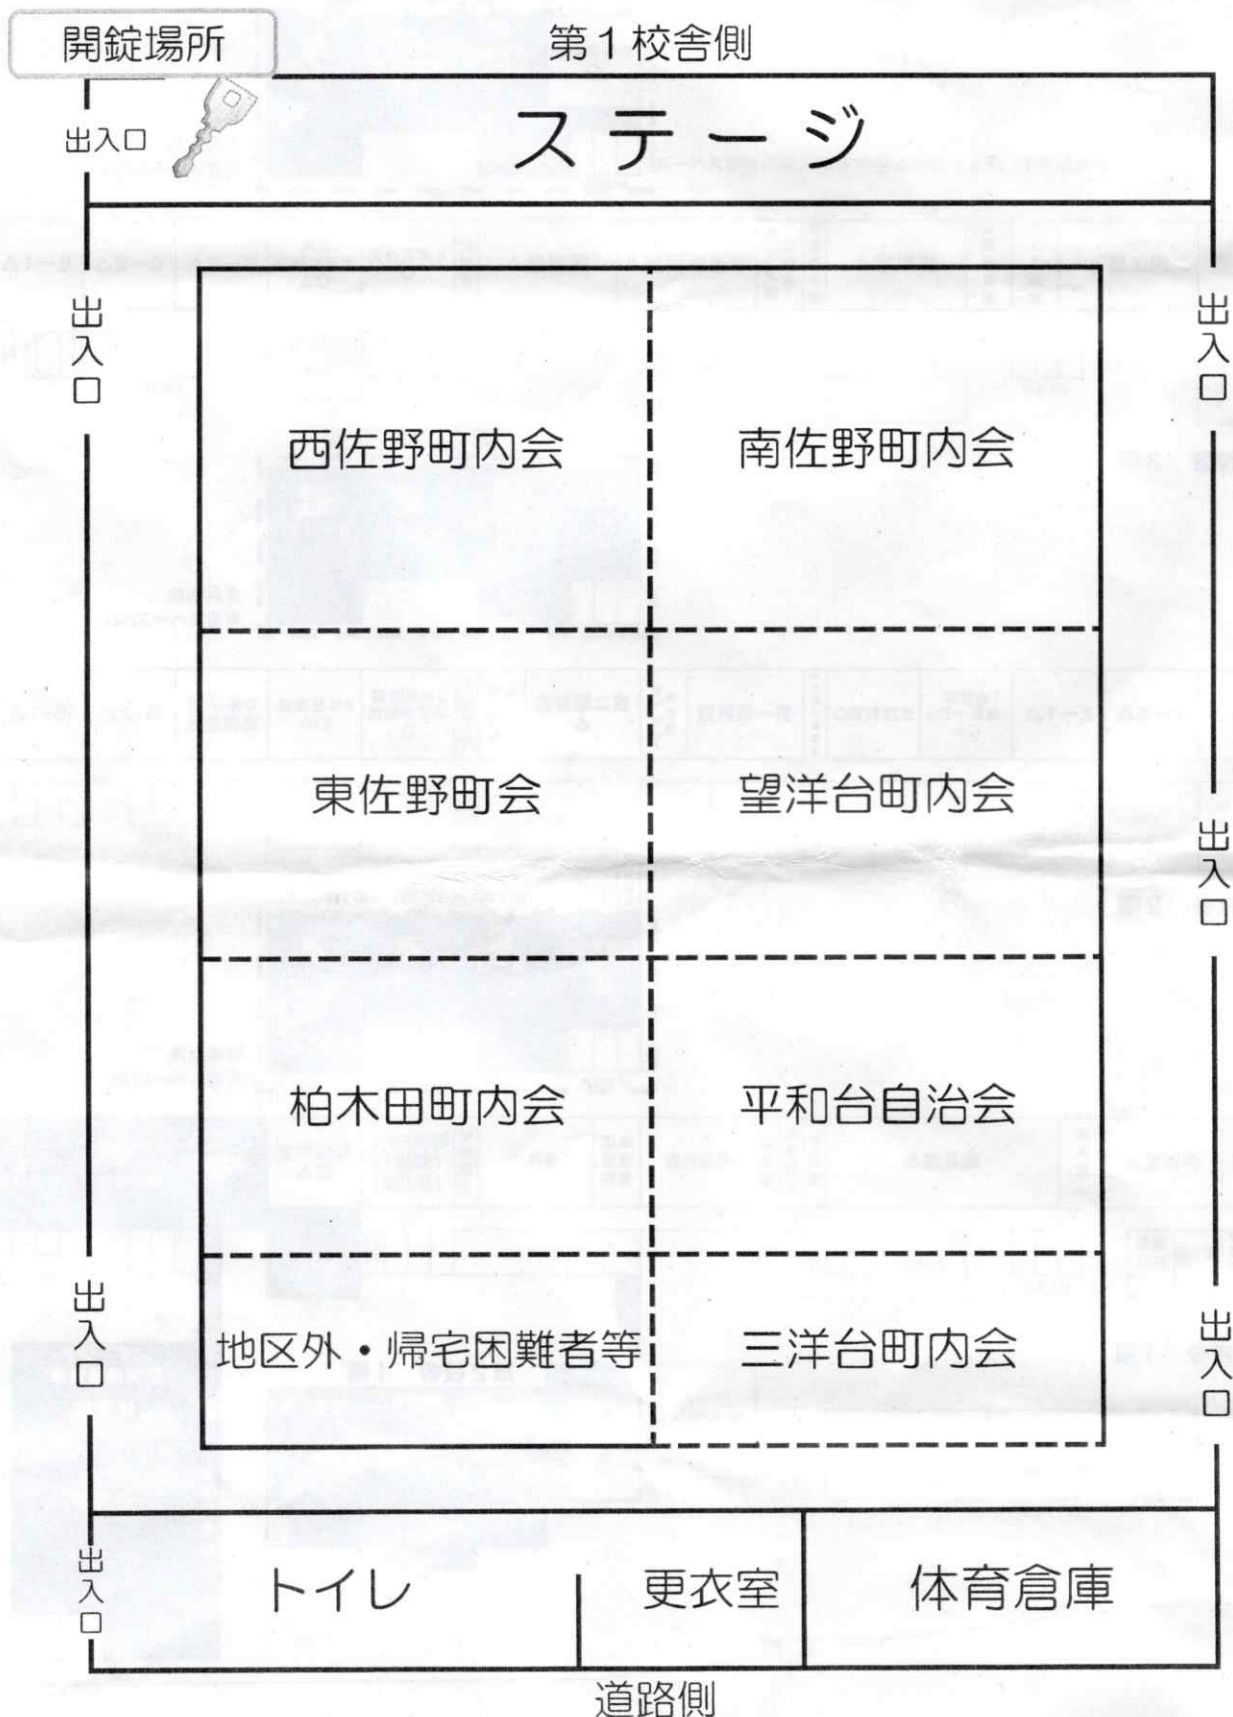 開錠場所
第1校舎側
出入口
ステージ
出入口
出入口
西佐野町内会
南佐野町内会
東佐野町会
望洋台町内会
出入口
柏木田町内会
平和台自治会
出入口
地区外・帰宅困難者等
三洋台町内会
出入口
出入口
トイレ
更衣室
体育倉庫
道路側